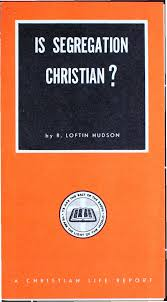 IS SEGREGATION
CHRISTIAN ?
by R. LOFTIN HUDSON
A CHRISTIAN LIFE REPORT